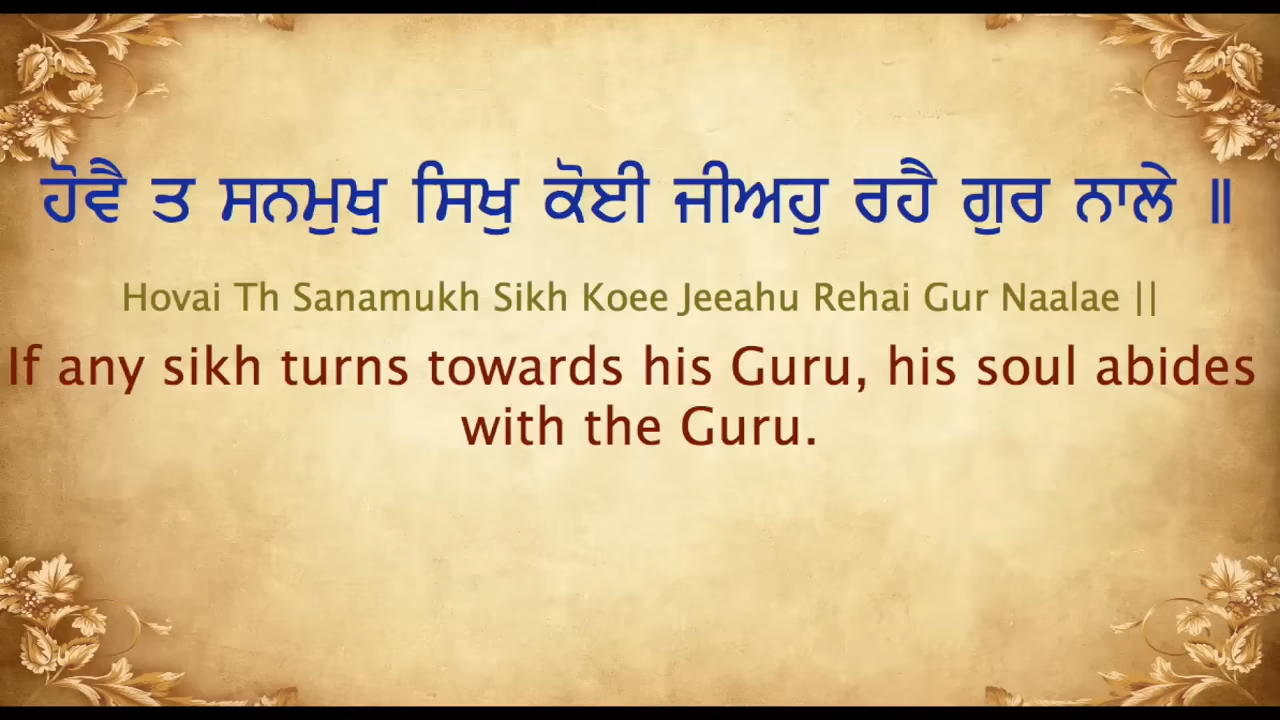 ਹੋਵੈ ਤ ਸਨਮੁਖੁ ਸਿਖੁ ਕੋਈ ਜੀਅਹੁ ਰਹੈ ਗੁਰ ਨਾਲੇ ॥
Hovai Th Sanamukh Sikh Koee Jeeahu Rehai Gur Naalae ||
If any sikh turns towards his Guru, his soul abides
with the Guru.